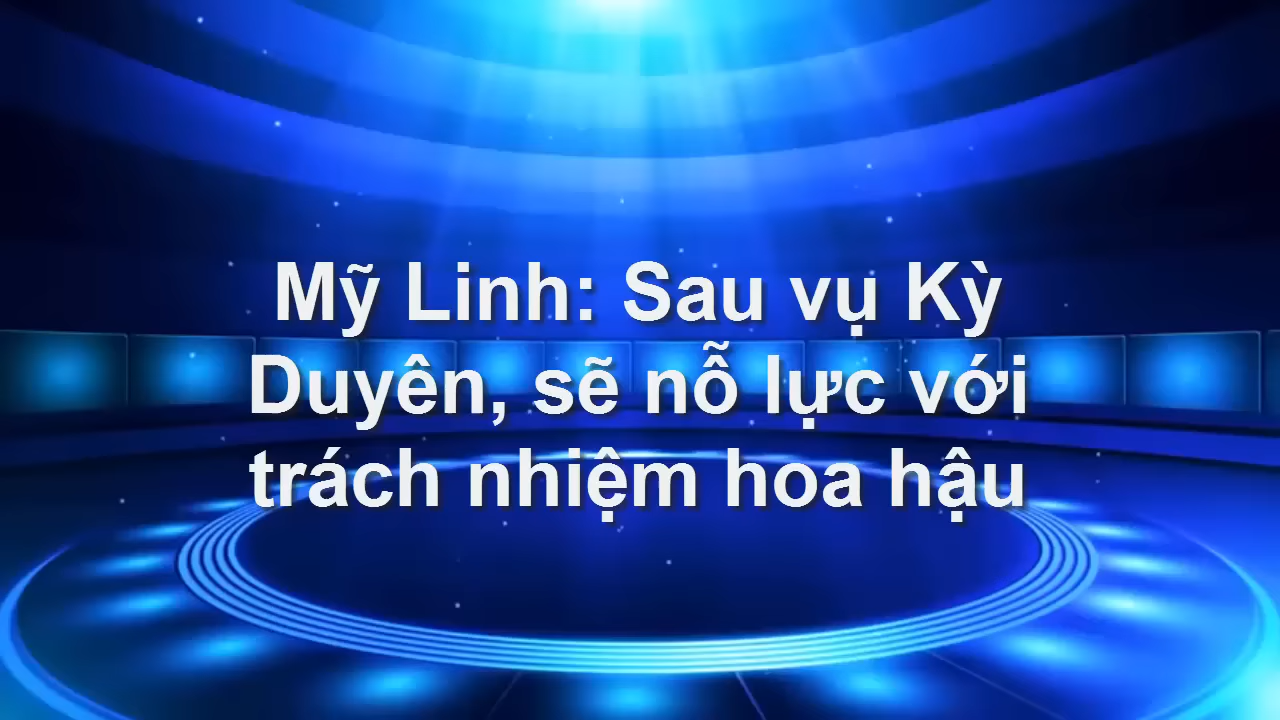 Mỹ Linh: Sau vụ Kỳ
Duyên, sẽ nỗ lực với
trách nhiệm hoa hậu